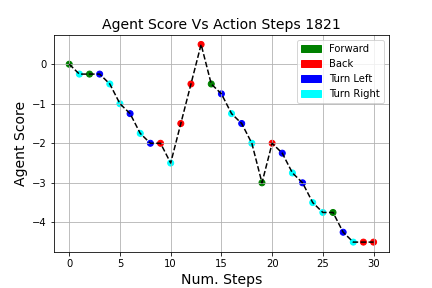 Agent Score Vs Action Steps 1821
Forward
Back
Turn Left
Turn Right
Agent Score
0
−1
−2
−3
−4
0 5 10 15 20 25 30
Num. Steps